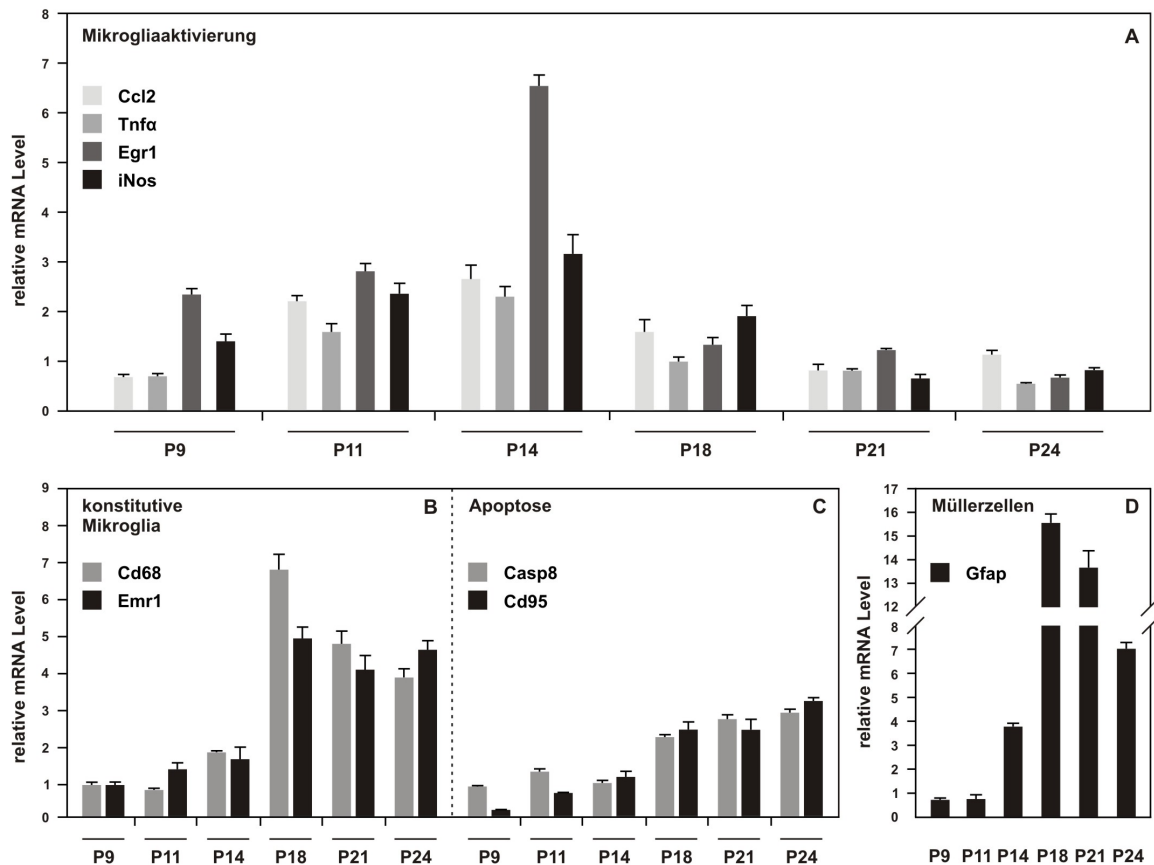 8
7
6
5
4
3
2
1
0
relative mRNA Level
Mikrogliaaktivierung
A
Ccl2
Tnfα
Egr1
iNos
P9 P11 P14 P18 P21 P24
9
8
7
6
5
4
3
2
1
0
relative mRNA Level
konstitutive
Mikroglia
B
Cd68
Emr1
P9 P11 P14 P18 P21 P24
Apoptose
C
Casp8
Cd95
P9 P11 P14 P18 P21 P24
17
16
15
14
13
12
8
7
6
5
4
3
2
1
0
relative mRNA Level
Müllerzellen
D
Gfap
P9 P11 P14 P18 P21 P24